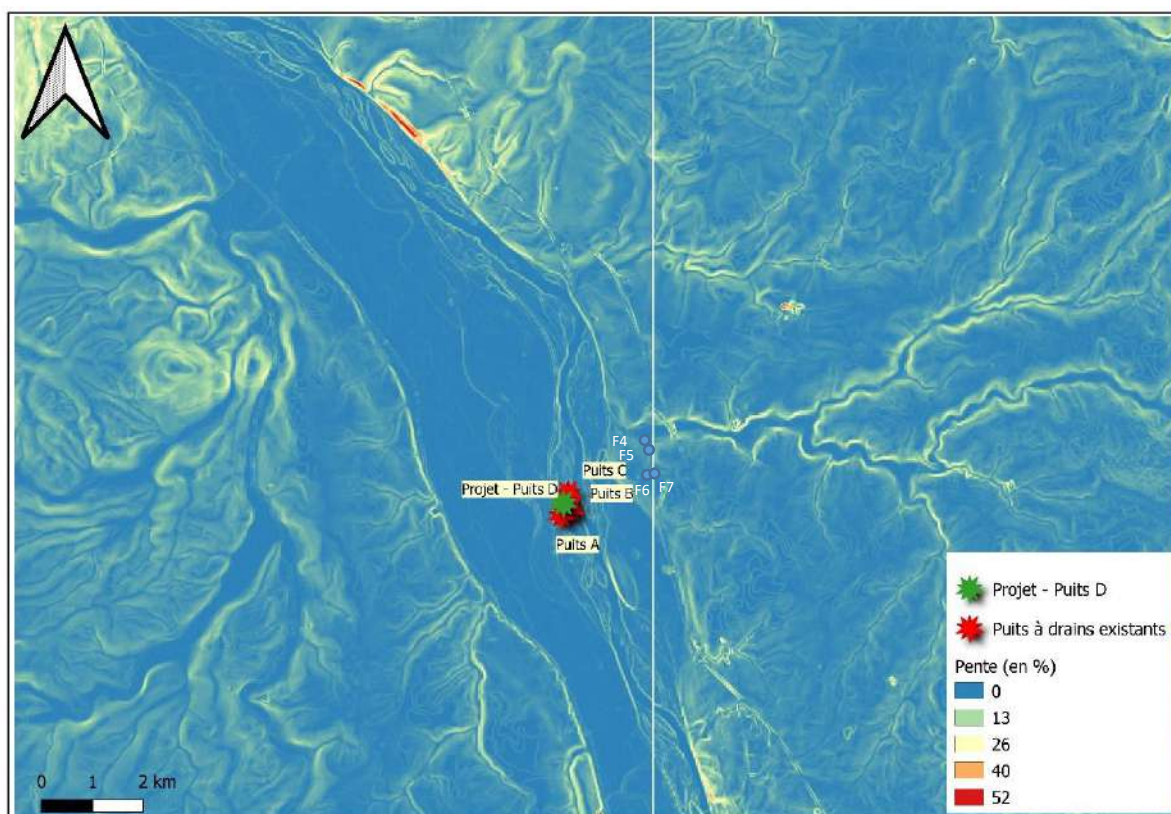 F4
F5
Puits C
Projet - Puits D
Puits B
F6
F7
Puits A
Projet - Puits D
Puits à drains existants
Pente (en %)
0
13
26
40
52
0 1 2 km